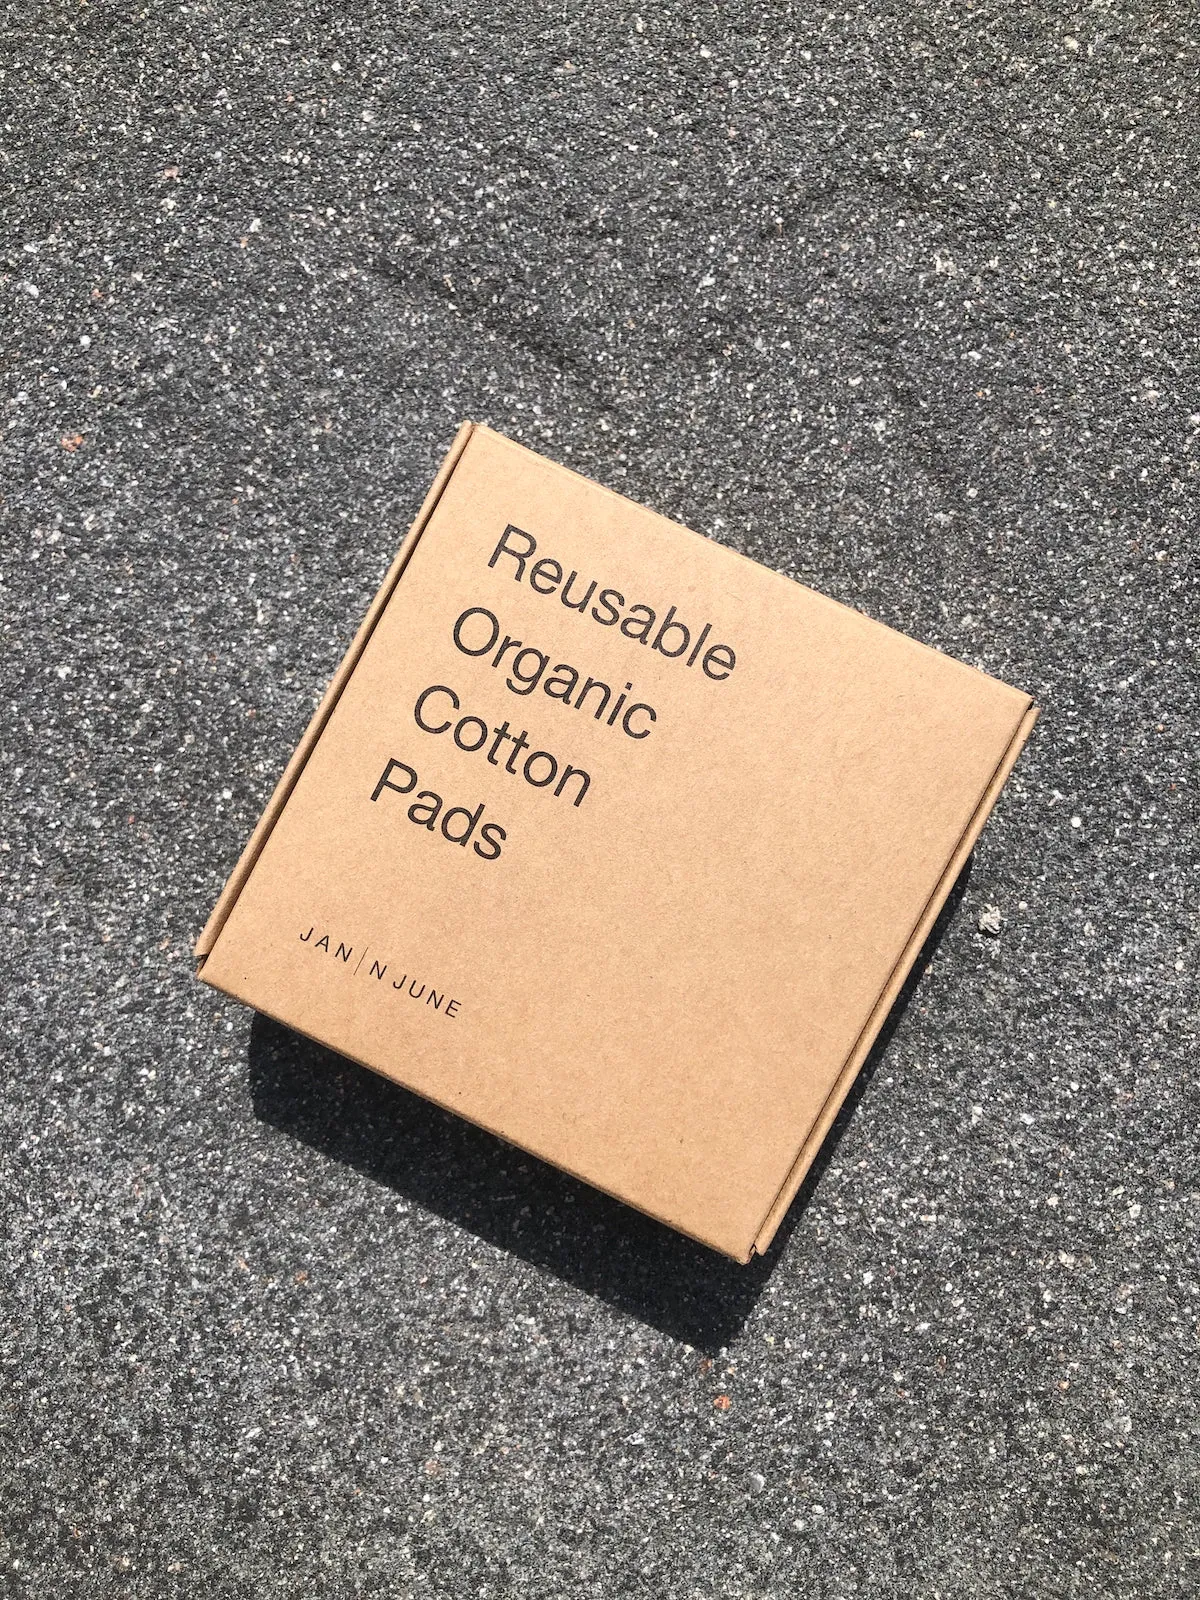 Reusable
Organic
Cotton
Pads
JAN|N JUNE